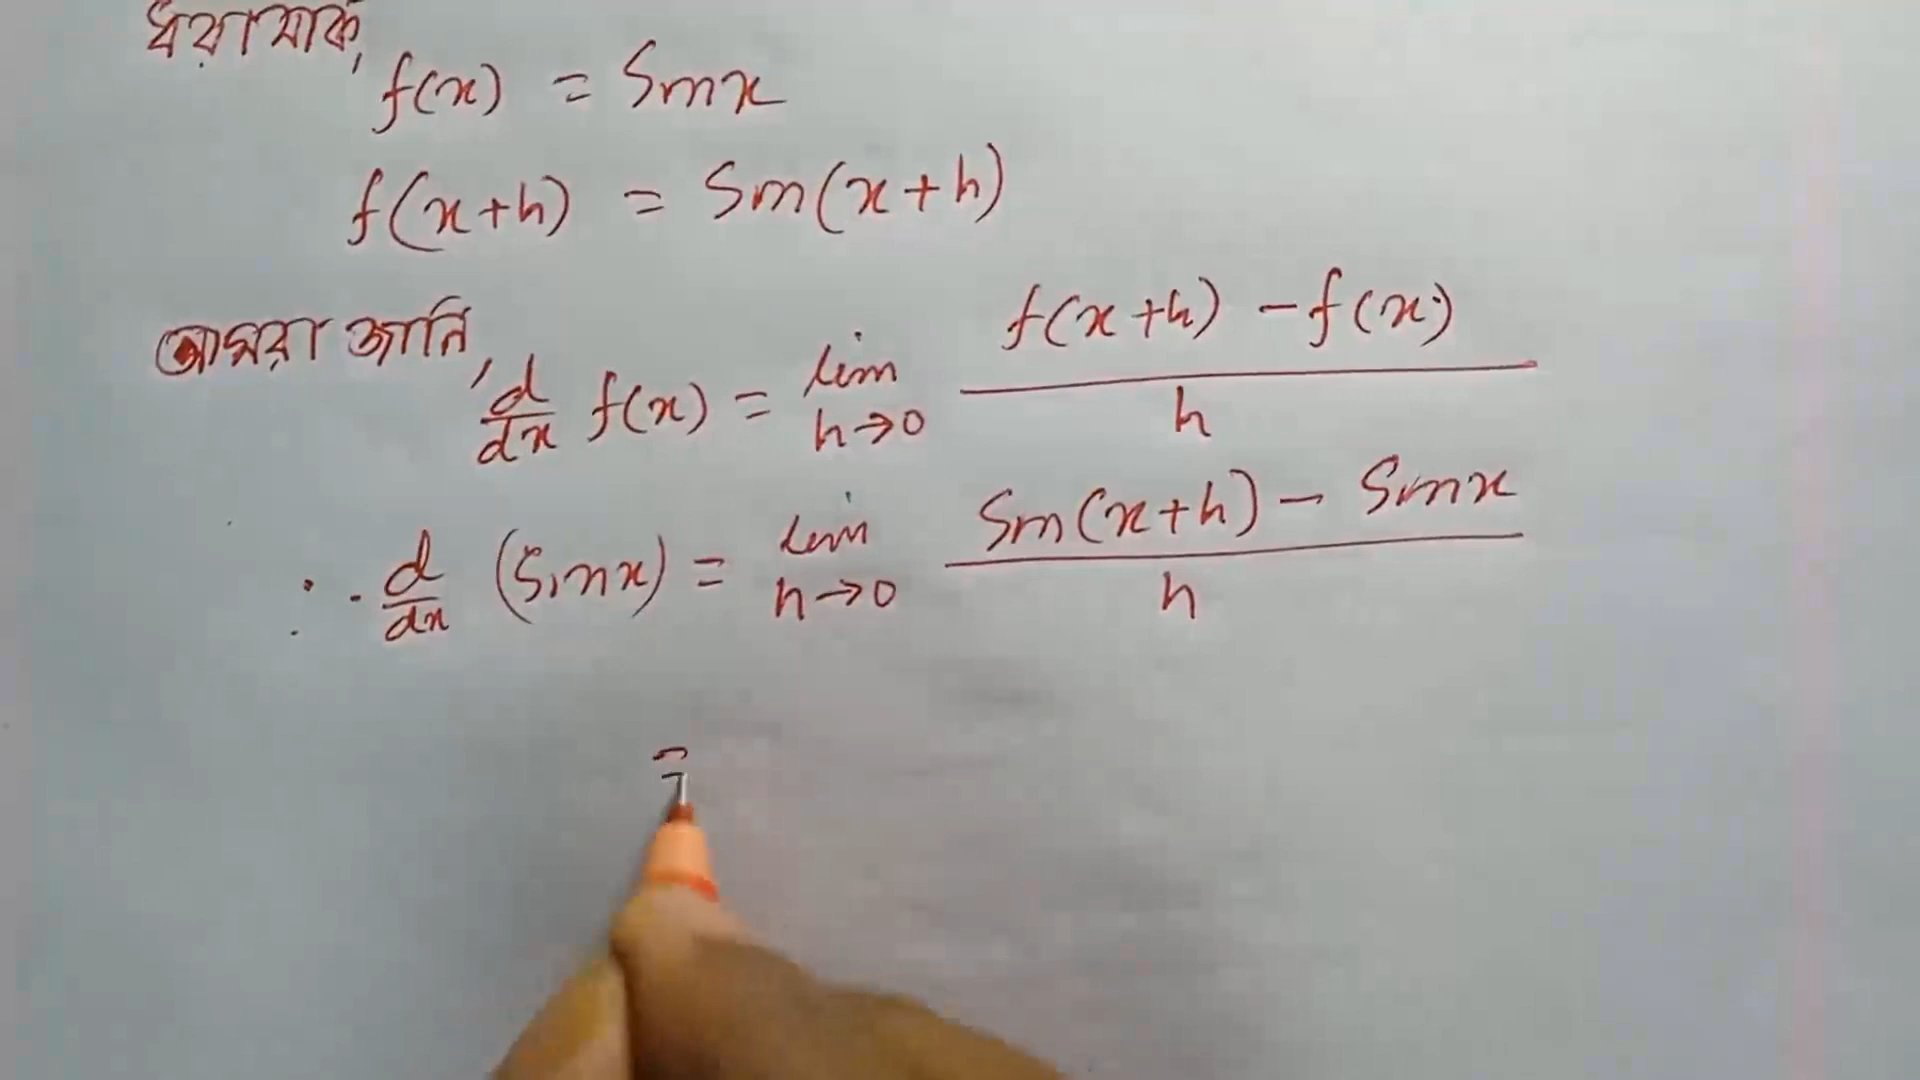 ধরা যাক,
f(x) = Sinx
f(x+h) = Sin(x+h)
আমরা জানি,
d/dx f(x) = lim h→0 f(x+h) - f(x) / h
∴ d/dx (Sinx) = lim h→0 Sin(x+h) - Sinx / h
=